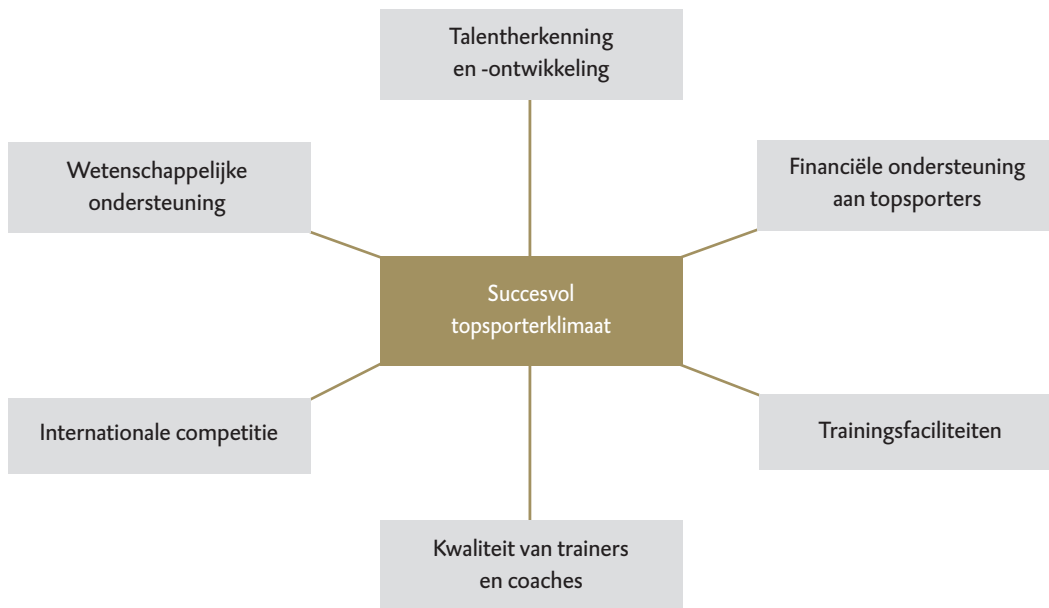 Talentherkenning
en -ontwikkeling
Wetenschappelijke
ondersteuning
Financiële ondersteuning
aan topsporters
Succesvol
topsporterklimaat
Internationale competitie
Trainingsfaciliteiten
Kwaliteit van trainers
en coaches